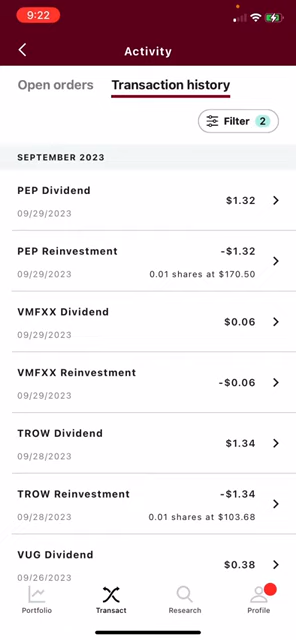 9:22
Activity
Open orders Transaction history
Filter 2
SEPTEMBER 2023
PEP Dividend
$1.32
09/29/2023
PEP Reinvestment
-$1.32
09/29/2023
0.01 shares at $170.50
VMFXX Dividend
$0.06
09/29/2023
VMFXX Reinvestment
-$0.06
09/29/2023
TROW Dividend
$1.34
09/28/2023
TROW Reinvestment
-$1.34
09/28/2023
0.01 shares at $103.68
VUG Dividend
$0.38
09/26/2023
Portfolio Transact Research Profile